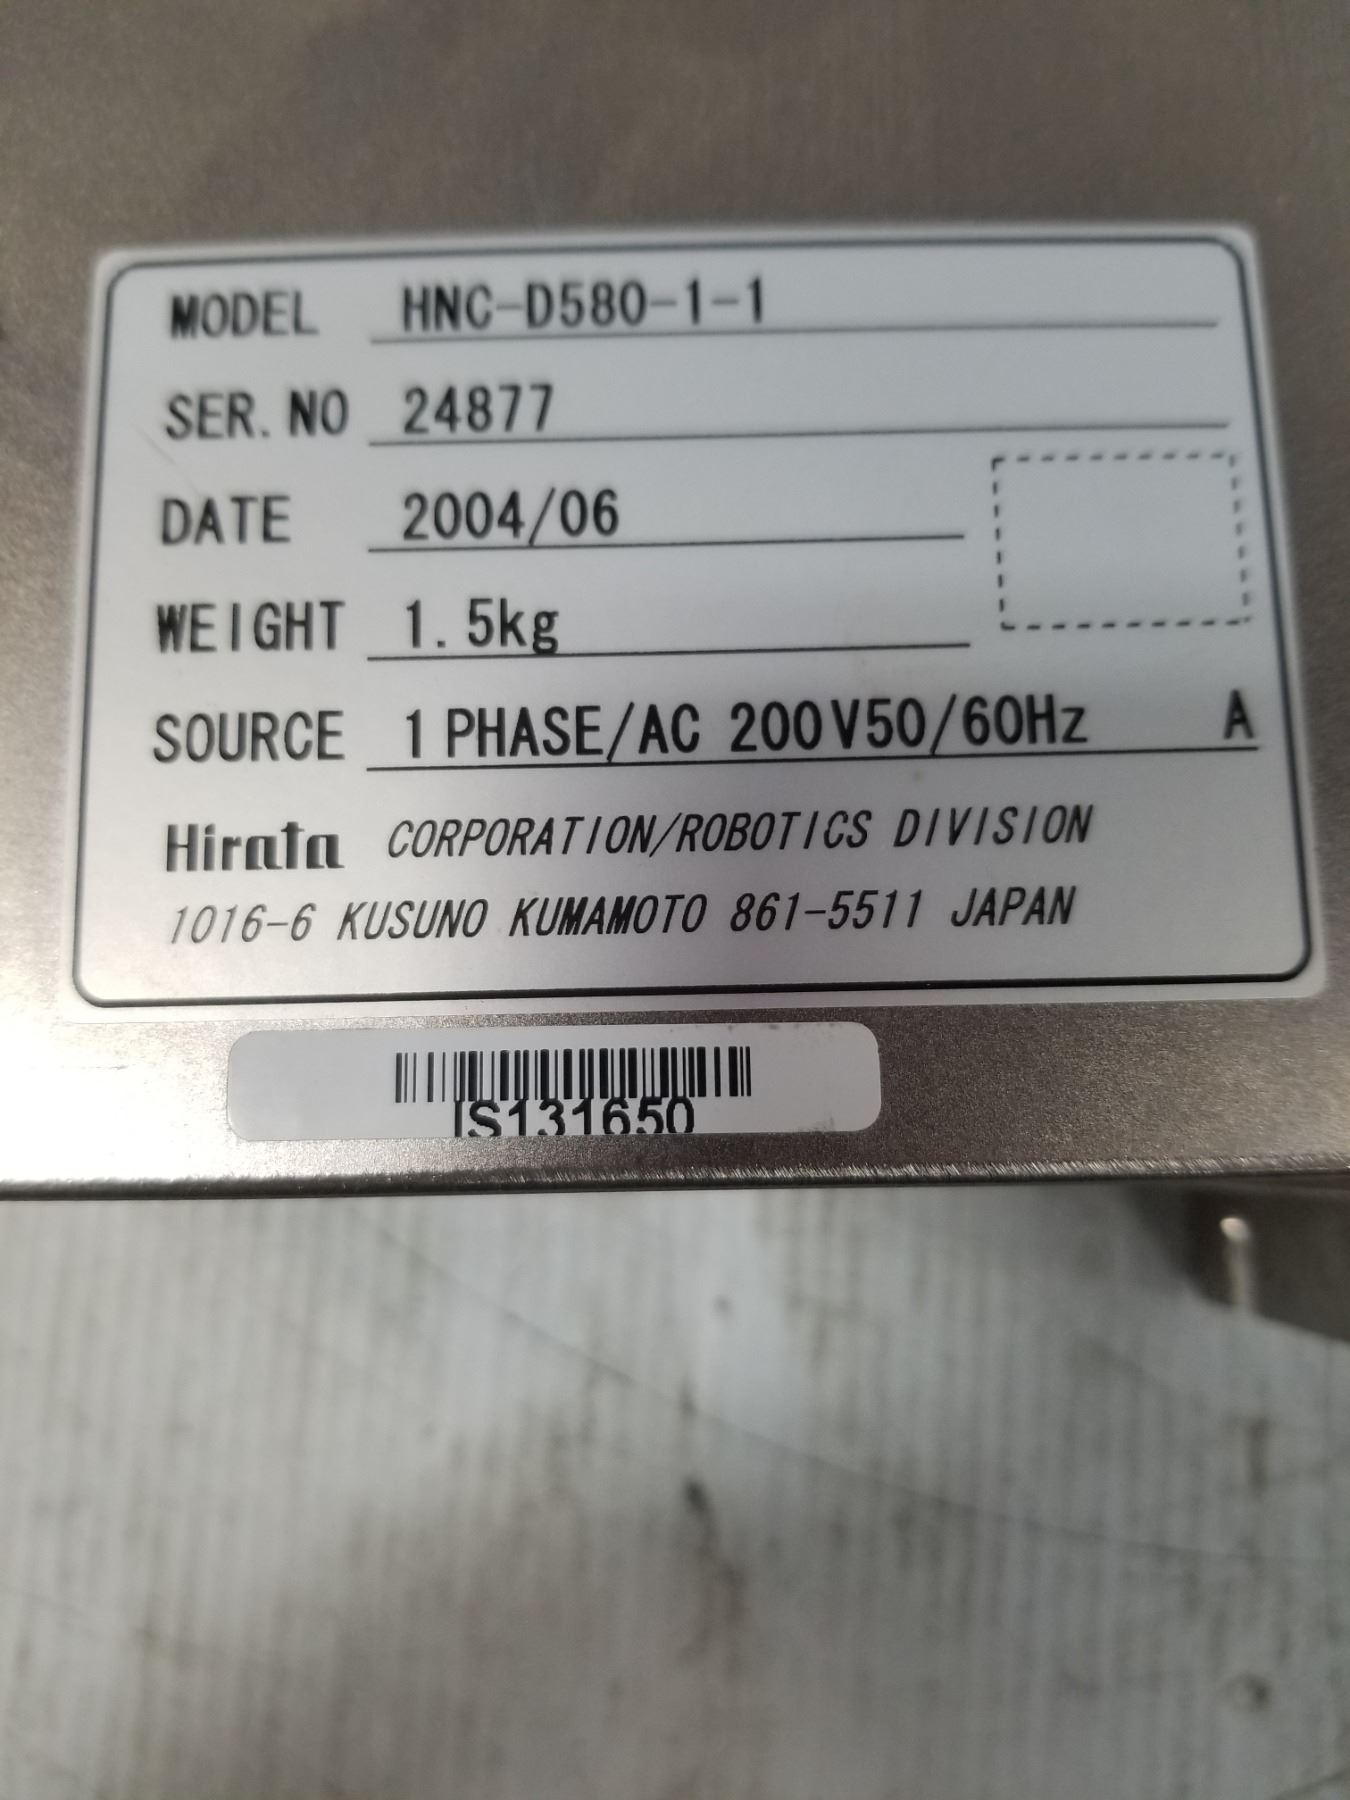 MODEL HNC-D580-1-1
SER. NO 24877
DATE 2004/06
WEIGHT 1.5kg
SOURCE 1 PHASE/AC 200V50/60Hz A
Hirata CORPORATION/ROBOTICS DIVISION
1016-6 KUSUNO KUMAMOTO 861-5511 JAPAN
IS131650